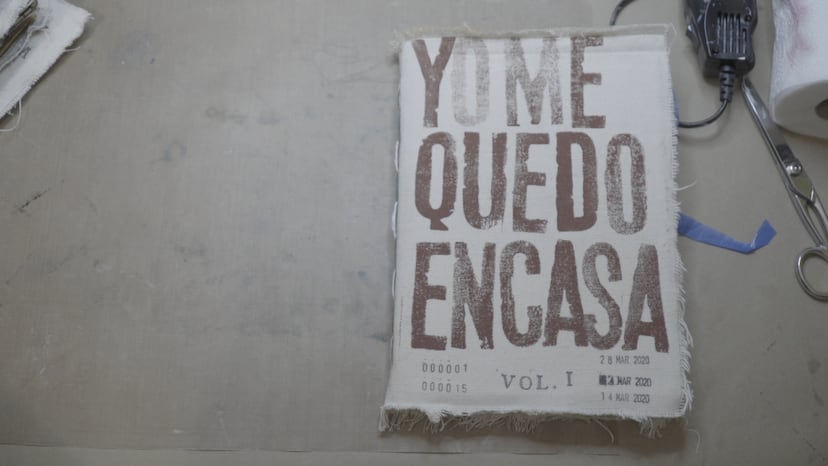 YO ME
QUEDO
EN CASA
000001
000015
VOL. I
28 MAR 2020
MAR 2020
14 MAR 2020